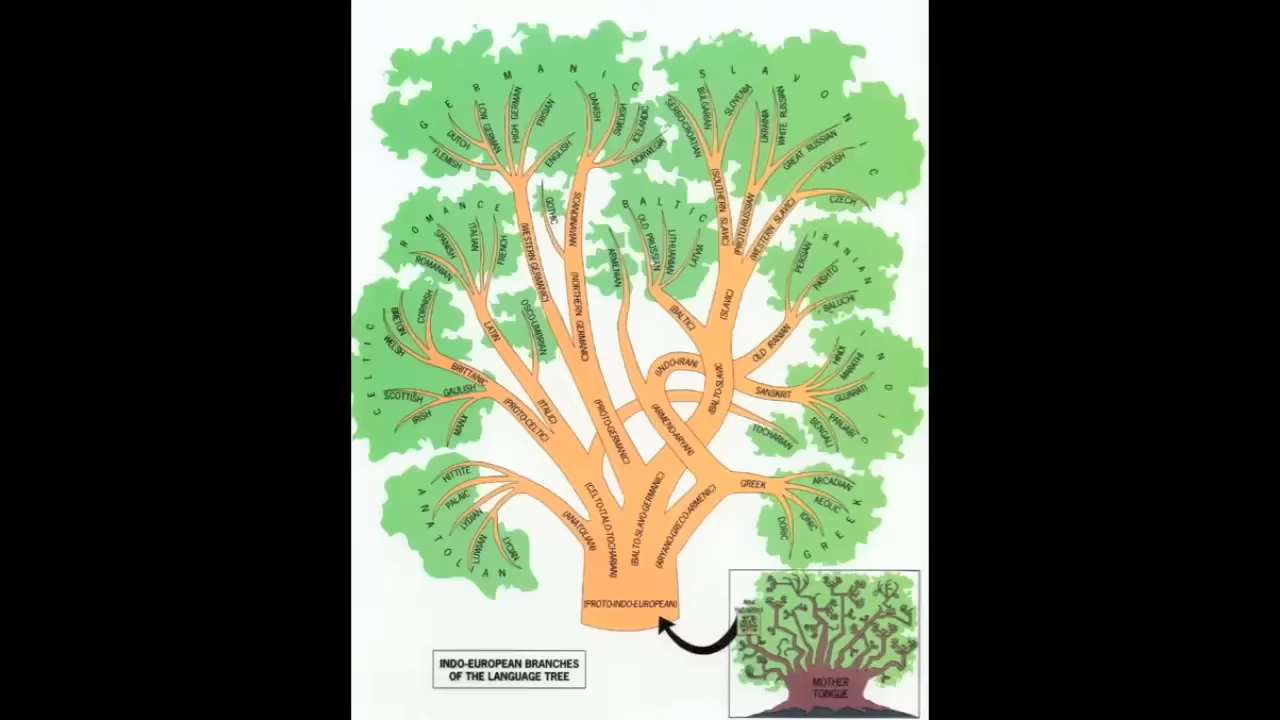 GERMANIC
FLEMISH
DUTCH
LOW GERMAN
HIGH GERMAN
FRISIAN
ENGLISH
DANISH
SWEDISH
ICELANDIC
NORWEGIA
SLAVONIC
SERBO-CROATIAN
BULGARIAN
SLOVENIA
UKRAINIA
WHITE RUSSIAN
GREAT RUSSIAN
POLISH
CZECH
(WESTERN GERMANIC)
GOTHIC
SCANDINAVIAN
(NORTHERN GERMANIC)
(SOUTHERN SLAVIC)
(PROTO-RUSSIAN)
(WESTERN SLAVIC)
(SLAVIC)
ROMANCE
ROMANIAN
SPANISH
ITALIAN
FRENCH
LATIN
OSCO-UMBRIAN
(ITALIC)
BALTIC
ARMENIAN
OLD PRUSSIAN
LITHUANIAN
LATVIA
(BALTIC)
IRANIAN
PERSIAN
PASHTO
BALUCHI
OLD IRANIAN
(INDO-IRANI)
(BALTO-SLAVIC
CELTIC
WELSH
BRETON
CORNISH
BRITTANIC
SCOTTISH
GAULISH
IRISH
MANX
(PROTO-CELTIC)
(PROTO-GERMANIC)
(ARMENO-ARYAN)
INDIC
SANSKRIT
HINDI
MARATHI
GUJARATI
PANJABI
BENGALI
TOCHARIAN
ANATOLIAN
HITTITE
PALAIC
LYDIAN
LUWIAN
LYCIAN
(ANATOLIAN)
(CELTO-ITALO-TOCHARIAN)
(BALTO-SLAVO-GERMANIC)
(ARYANO-GRECO-ARMENIC)
GREEK
GREEK
ARCADIAN
AEOLIC
IONIC
DORIC
(PROTO-INDO-EUROPEAN)
INDO-EUROPEAN BRANCHES
OF THE LANGUAGE TREE
MOTHER
TONGUE